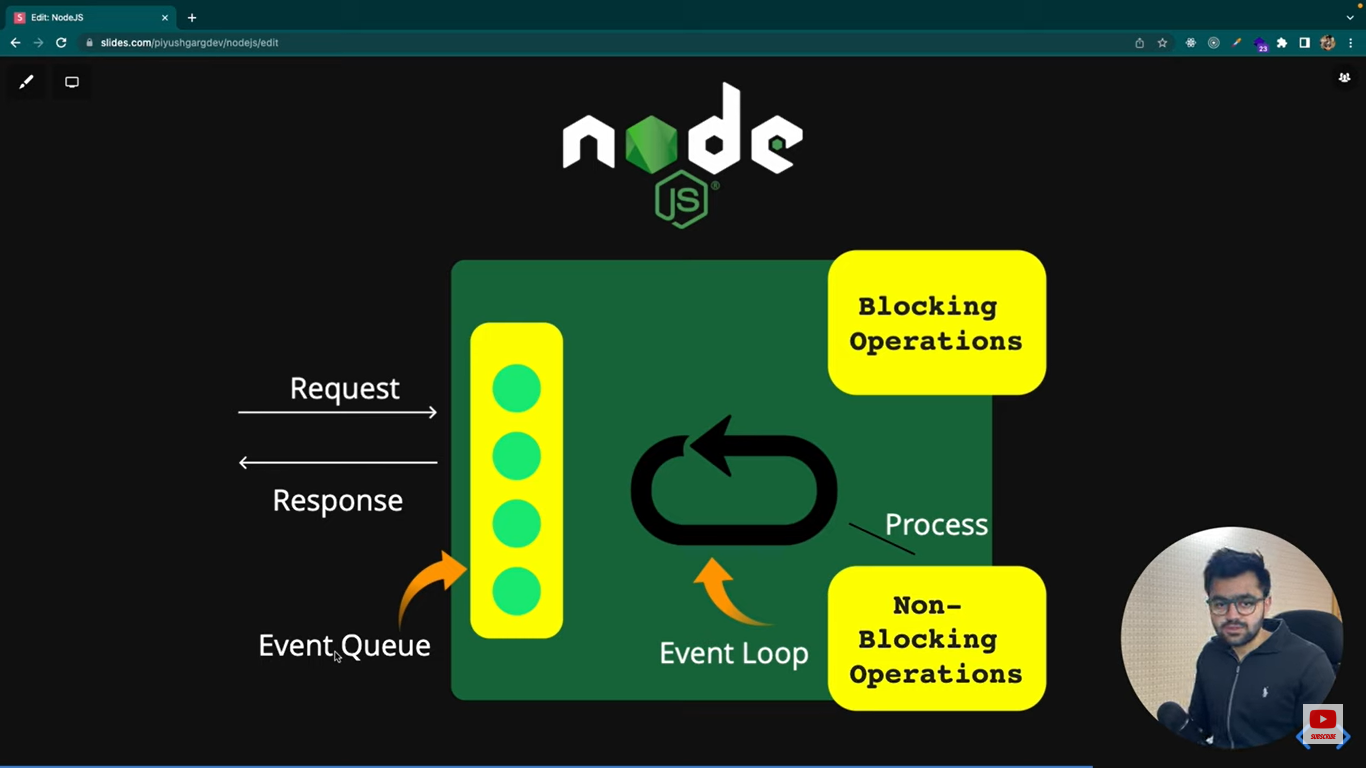 Edit: NodeJS
slides.com/piyushgargdev/nodejs/edit
23
node
JS
®
Blocking
Operations
Request
Response
Process
Event Queue
Event Loop
Non-
Blocking
Operations
SUBSCRIBE